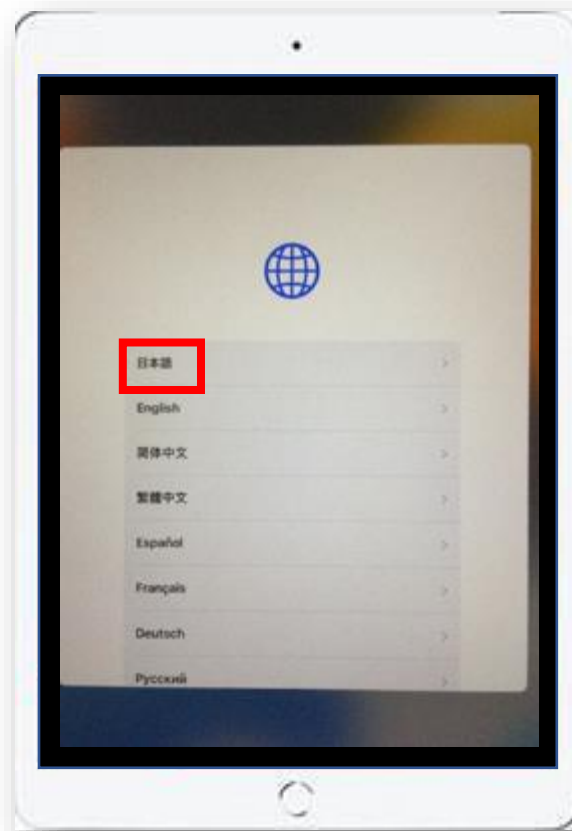 日本語
English
简体中文
繁體中文
Español
Français
Deutsch
Русский